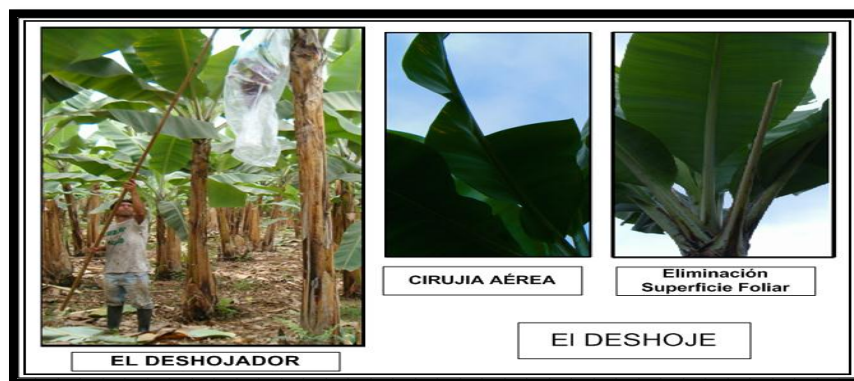 EL DESHOJADOR
CIRUJIA AÉREA
Eliminación
Superficie Foliar
El DESHOJE